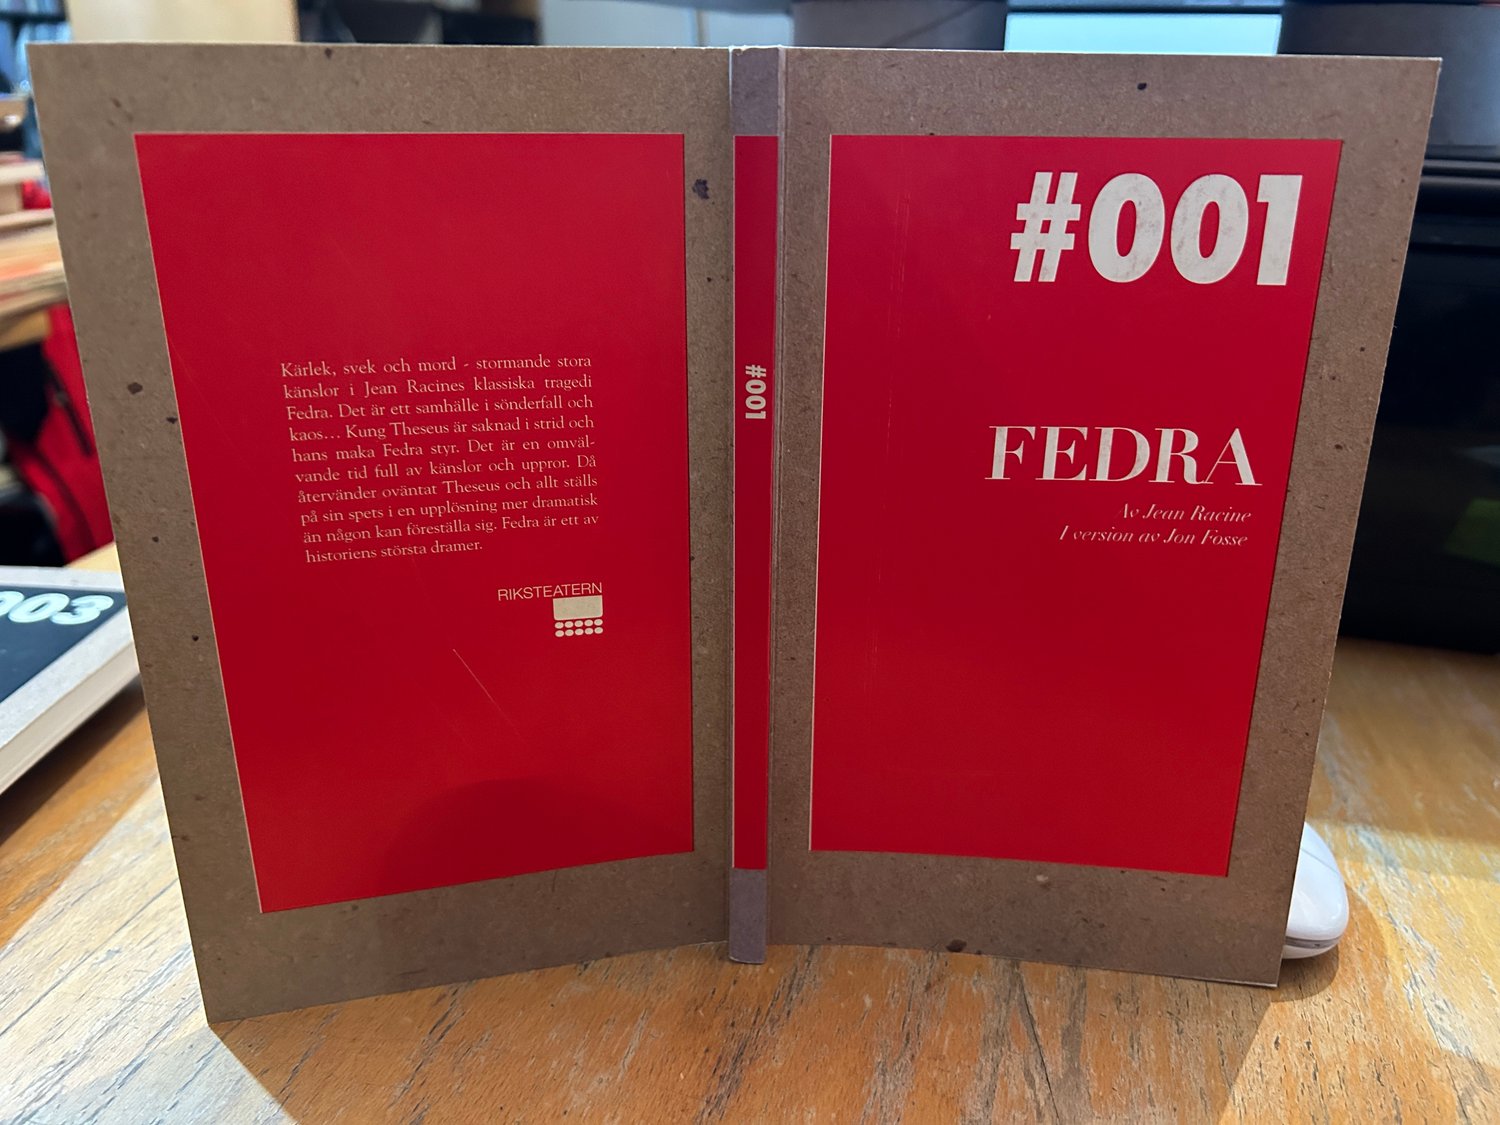 Kärlek, svek och mord - stormande stora
känslor i Jean Racines klassiska tragedi
Fedra. Det är ett samhälle i sönderfall och
kaos... Kung Theseus är saknad i strid och
hans maka Fedra styr. Det är en omväl-
vande tid full av känslor och uppror. Då
återvänder oväntat Theseus och allt ställs
på sin spets i en upplösning mer dramatisk
än någon kan föreställa sig. Fedra är ett av
historiens största dramer.
RIKSTEATERN
#001
#001
FEDRA
Av Jean Racine
I version av Jon Fosse
003